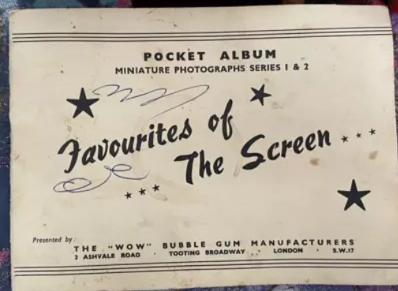 POCKET ALBUM
MINIATURE PHOTOGRAPHS SERIES 1 & 2
Favourites of
The Screen...
Presented by:
THE "WOW" BUBBLE GUM MANUFACTURERS
2 ASHVALE ROAD · TOOTING BROADWAY · LONDON · S.W.17